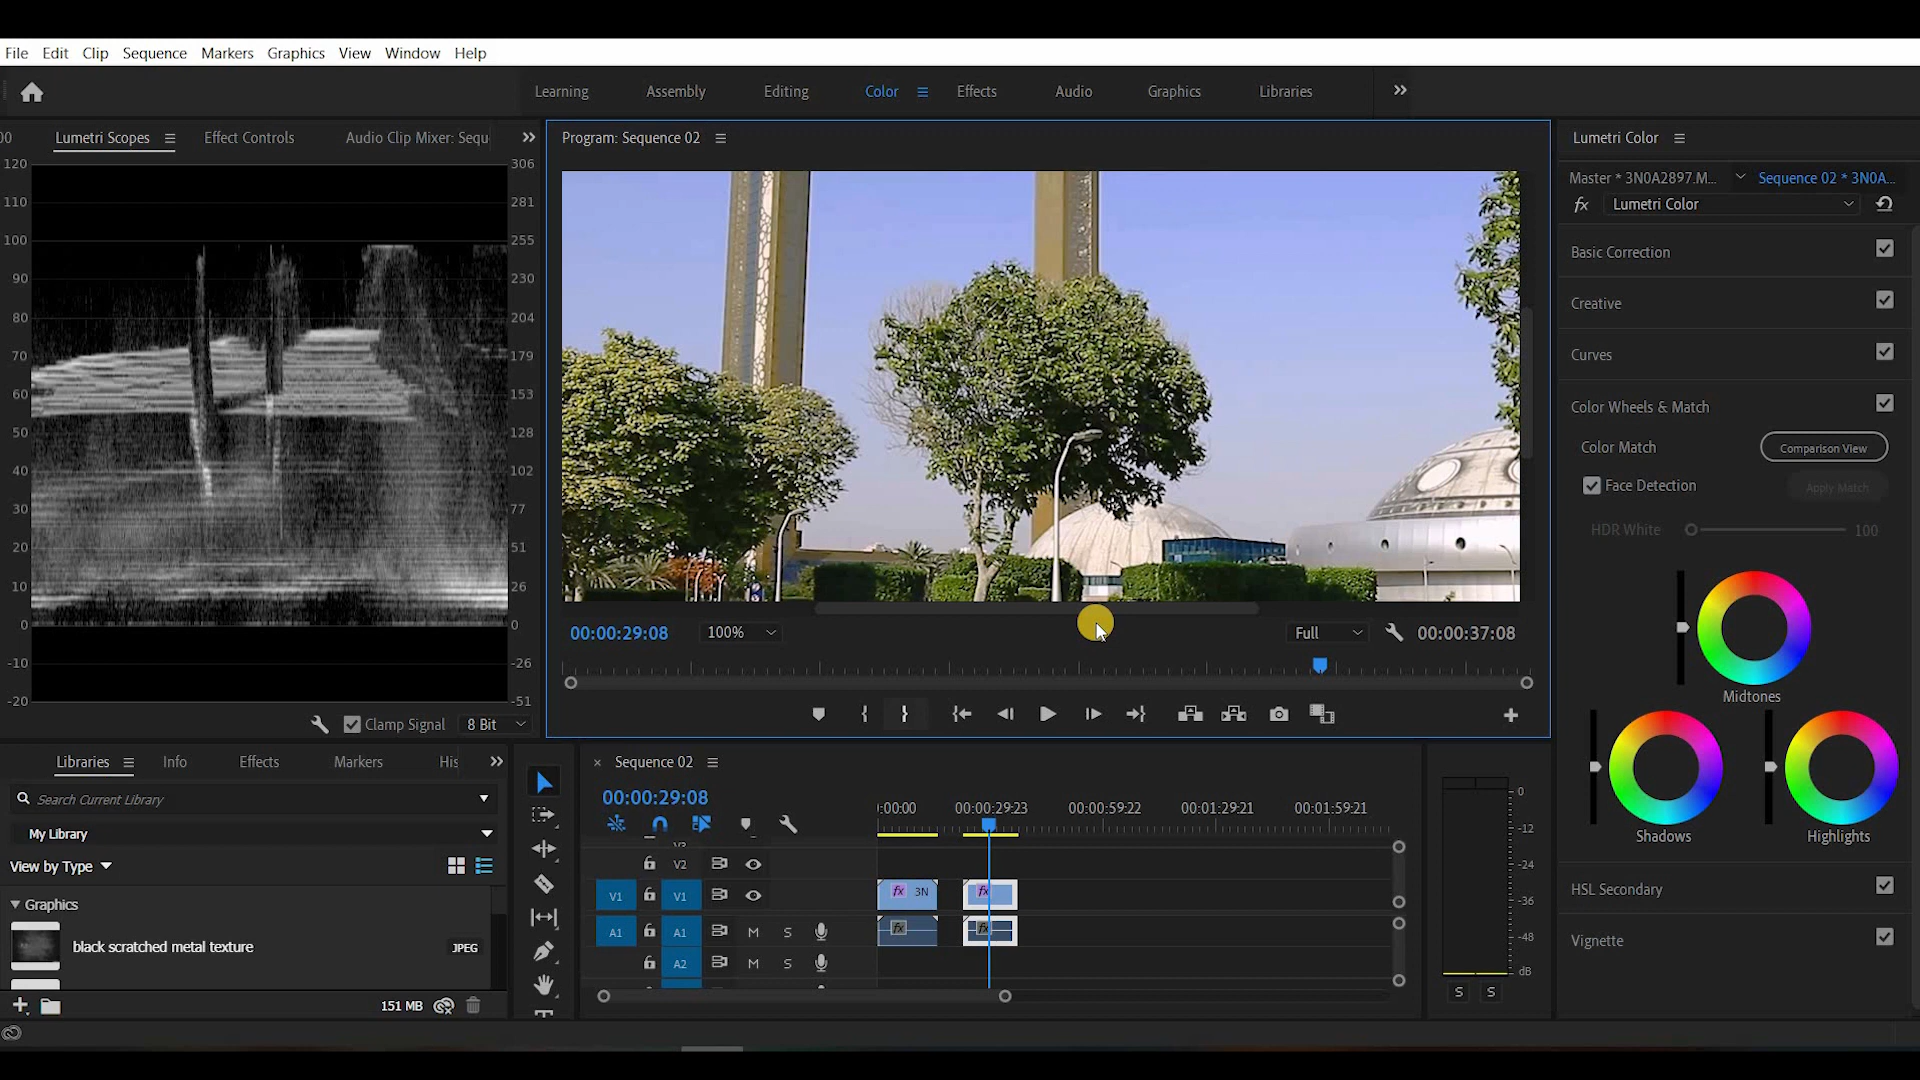 File Edit Clip Sequence Markers Graphics View Window Help
Learning Assembly Editing Color Effects Audio Graphics Libraries
00 Lumetri Scopes Effect Controls Audio Clip Mixer: Sequ
Program: Sequence 02
Lumetri Color
Master * 3N0A2897.M... Sequence 02 * 3N0A...
fx Lumetri Color
120 306
110 281
100 255
90 230
80 204
70 179
60 153
50 128
40 102
30 77
20 51
10 26
0 0
-10 -26
-20 -51
Clamp Signal 8 Bit
Basic Correction
Creative
Curves
Color Wheels & Match
Color Match Comparison View
Face Detection Apply Match
HDR White 100
Midtones
Shadows Highlights
HSL Secondary
Vignette
00:00:29:08 100% Full 00:00:37:08
Libraries Info Effects Markers His
Search Current Library
My Library
View by Type
Graphics
black scratched metal texture JPEG
151 MB
× Sequence 02
00:00:29:08
:00:00 00:00:29:23 00:00:59:22 00:01:29:21 00:01:59:21
V2
V1 V1 fx 3N fx
A1 A1 M S fx fx
A2 M S
0
-12
-24
-36
-48
dB
S S